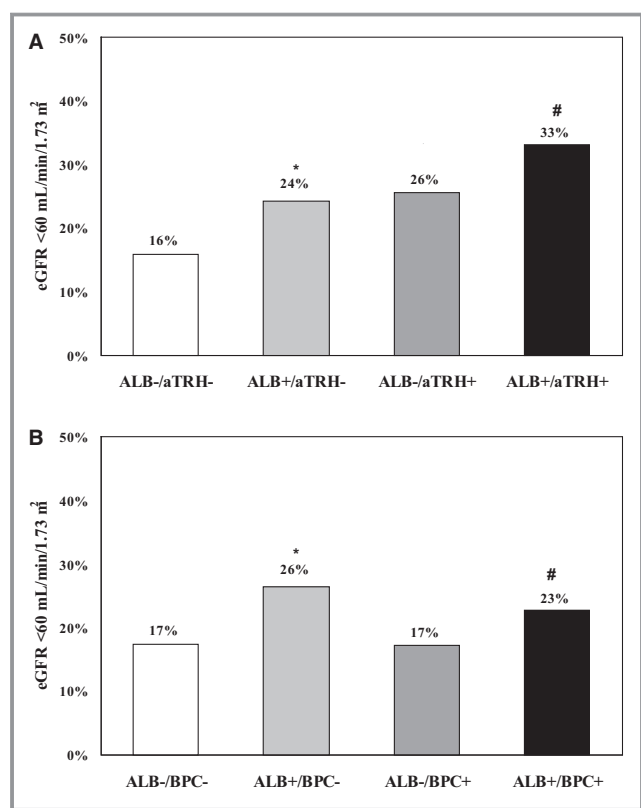 A
50%
40%
30%
20%
10%
0%
eGFR <60 mL/min/1.73 m²
16%
*
24%
26%
#
33%
ALB-/aTRH-
ALB+/aTRH-
ALB-/aTRH+
ALB+/aTRH+
B
50%
40%
30%
20%
10%
0%
eGFR <60 mL/min/1.73 m²
17%
*
26%
17%
#
23%
ALB-/BPC-
ALB+/BPC-
ALB-/BPC+
ALB+/BPC+